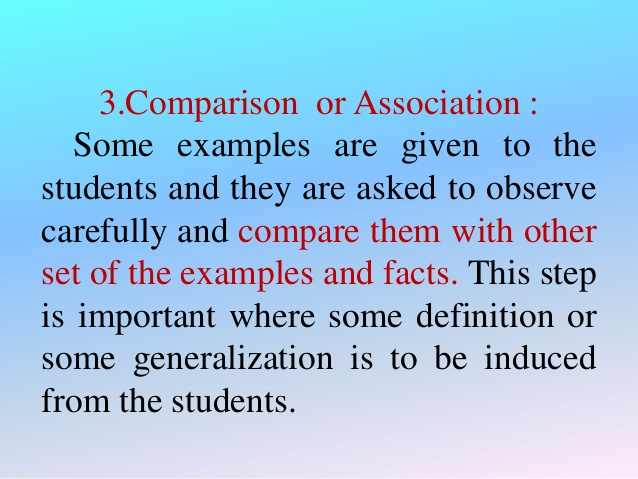 3.Comparison or Association :
Some examples are given to the
students and they are asked to observe
carefully and compare them with other
set of the examples and facts. This step
is important where some definition or
some generalization is to be induced
from the students.